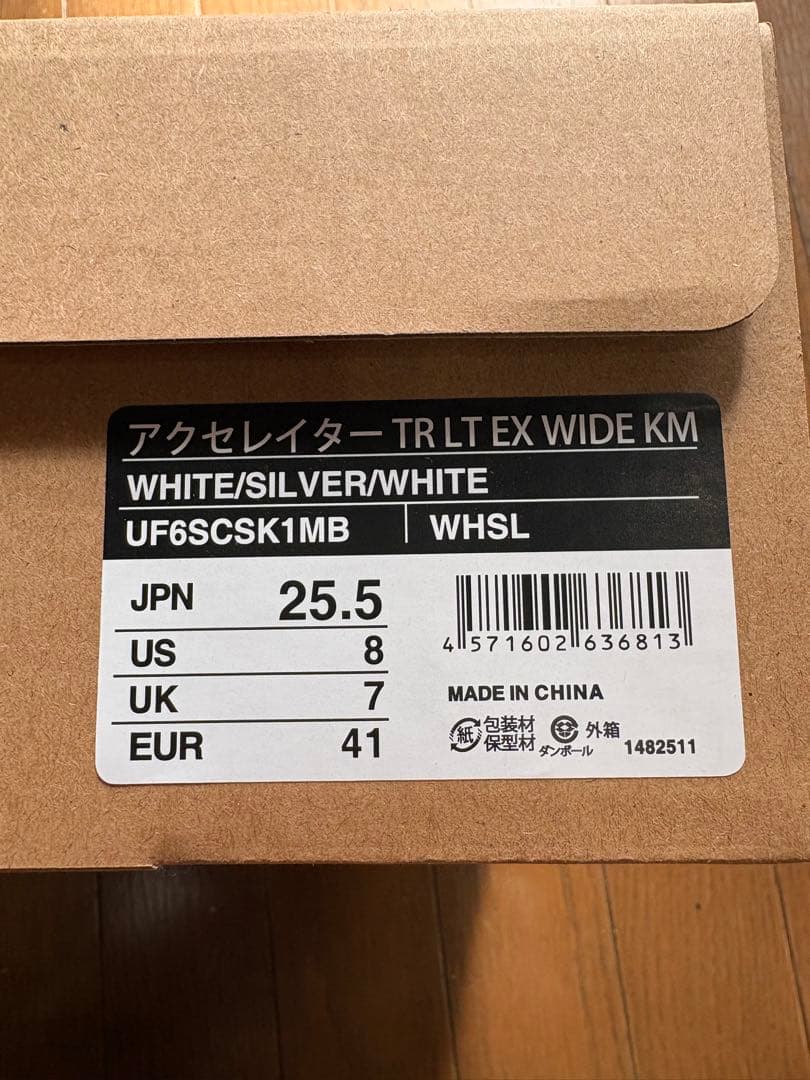 アクセレイター TR LT EX WIDE KM
WHITE/SILVER/WHITE
UF6SCSK1MB WHSL
JPN 25.5
US 8
UK 7
EUR 41
4 571602 636813
MADE IN CHINA
紙 包装材 保型材
ダンボール 外箱 1482511